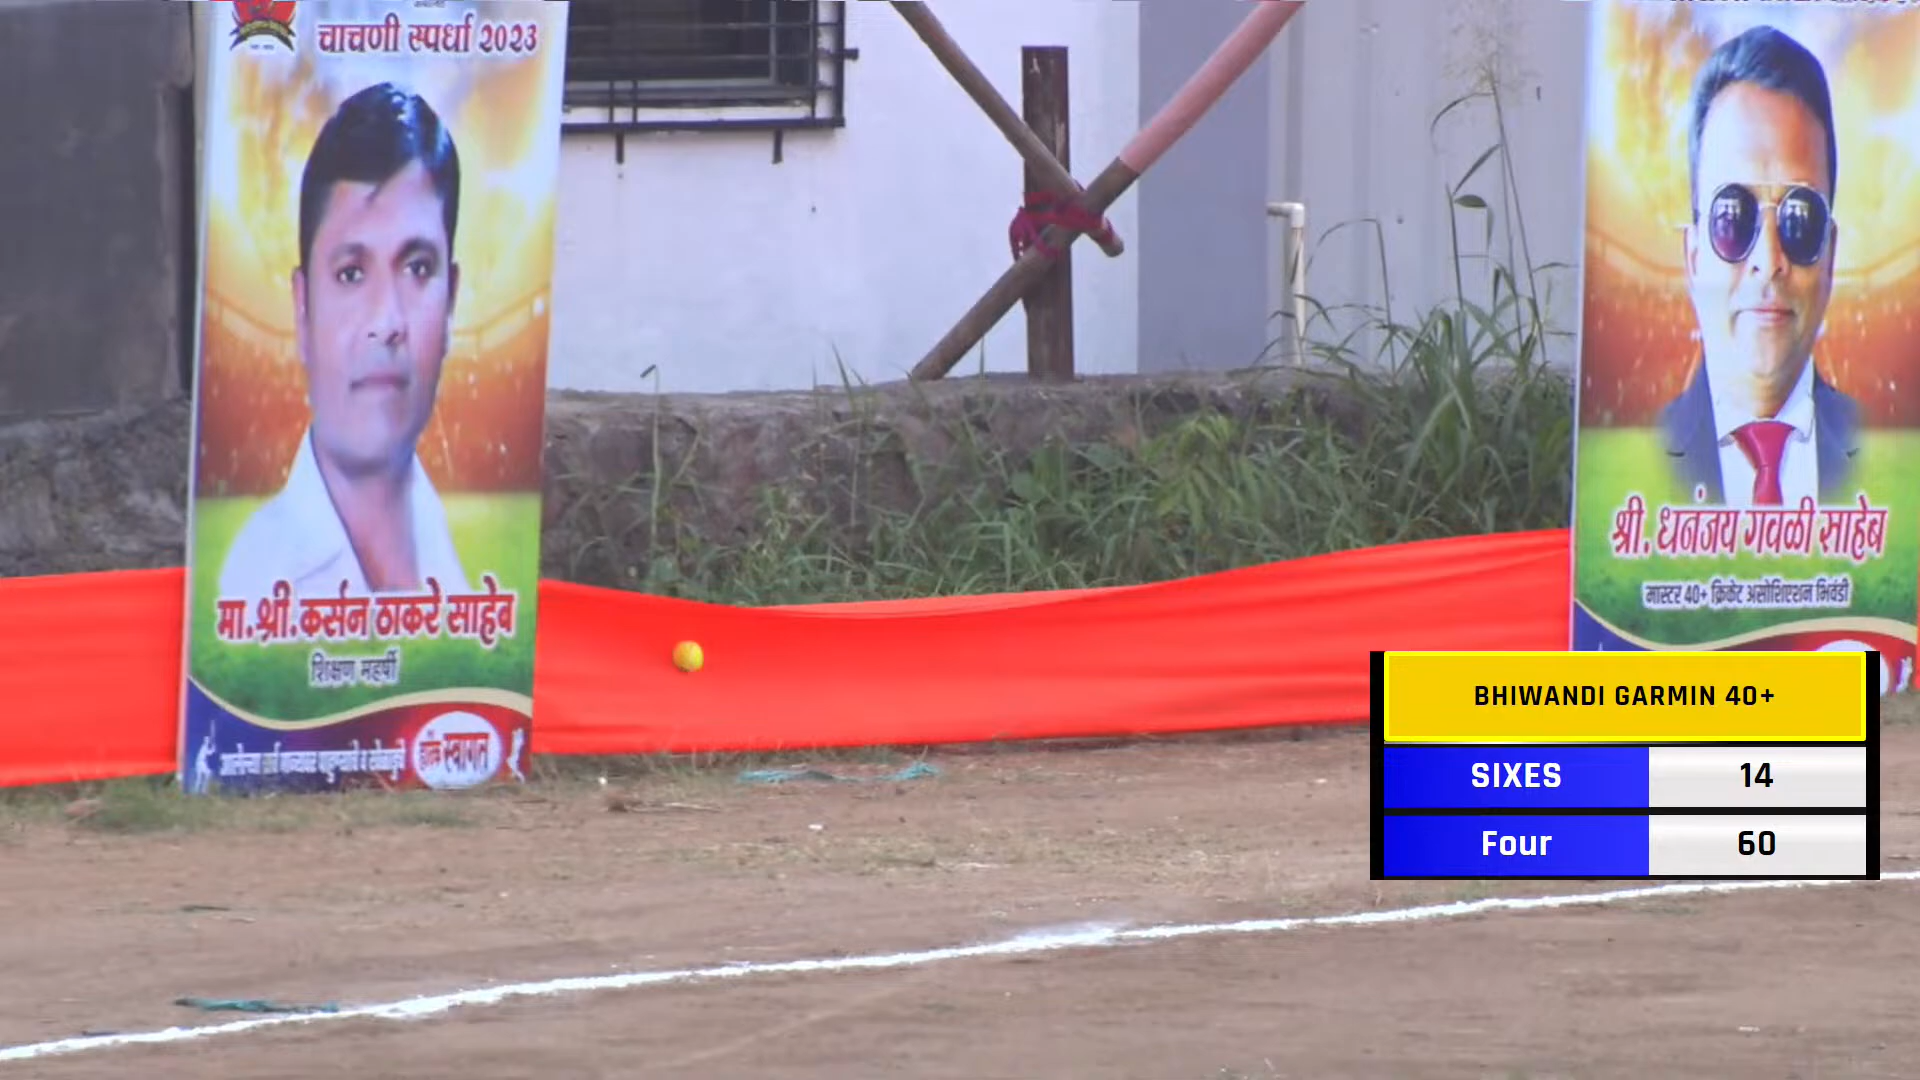 चाचणी स्पर्धा २०२३
मा.श्री.कर्सन ठाकरे साहेब
शिक्षण महर्षी
स्वागत
श्री. धनंजय गवळी साहेब
मास्टर 40+ क्रिकेट असोशिएशन भिवंडी
BHIWANDI GARMIN 40+
SIXES 14
Four 60